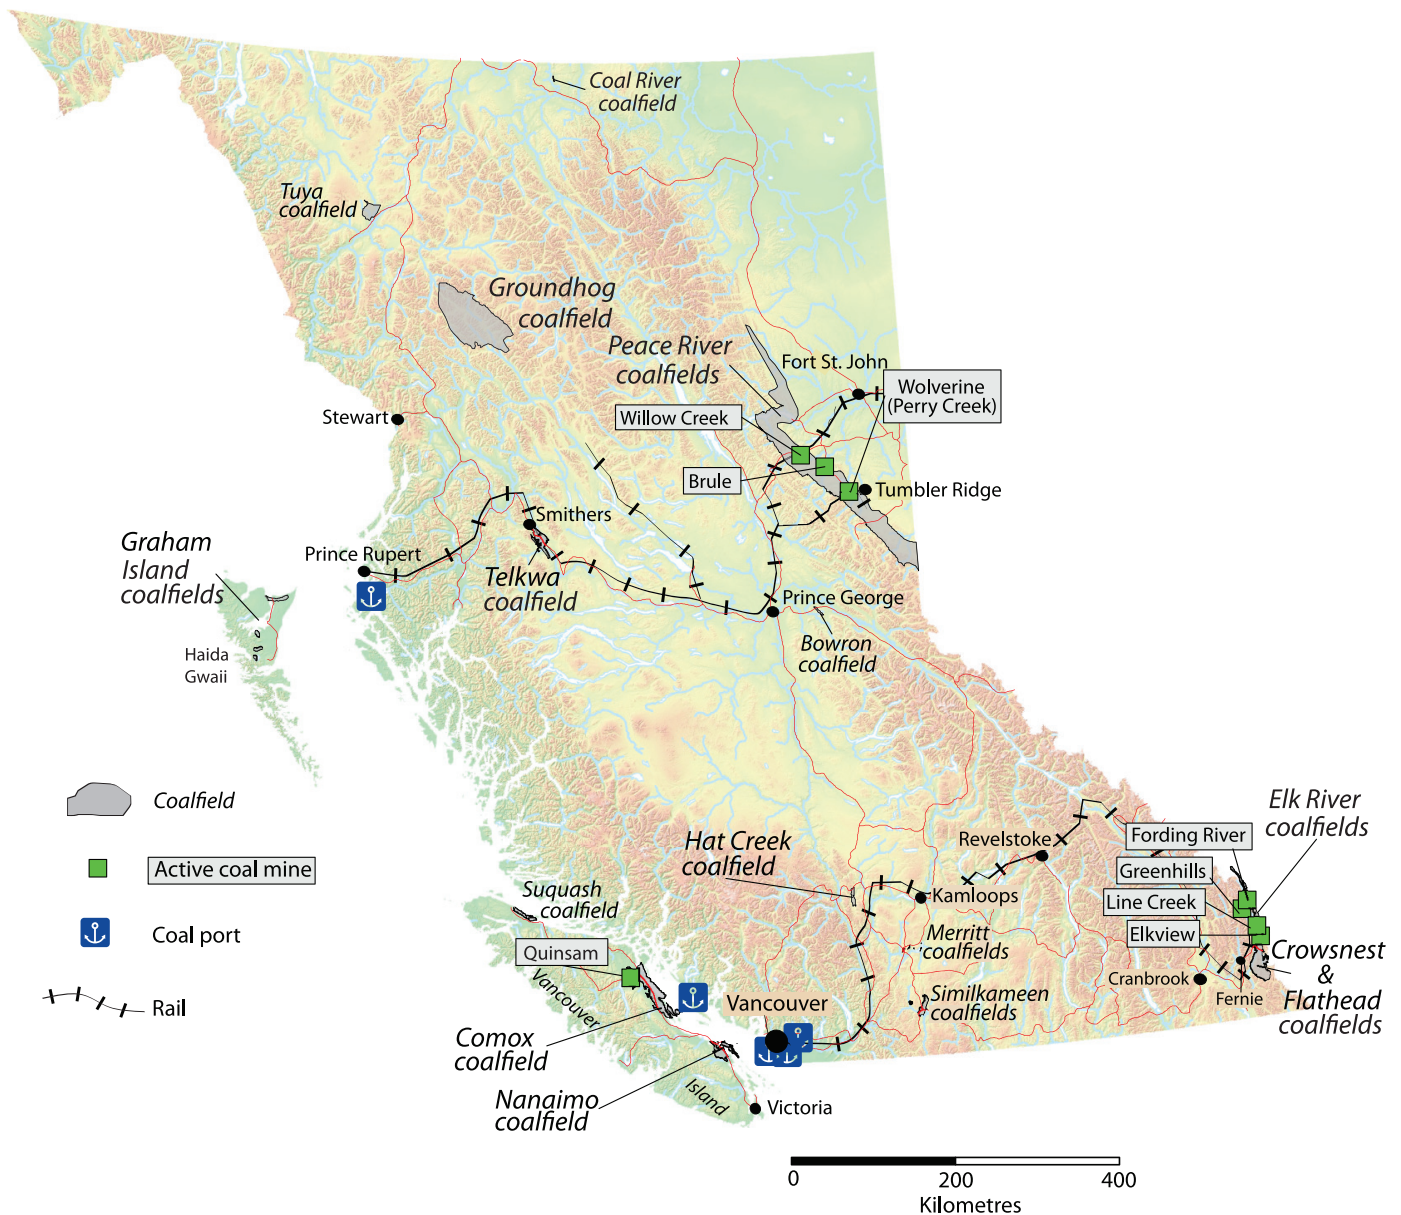 Coal River
coalfield
Tuya
coalfield
Groundhog
coalfield
Peace River
coalfields
Fort St. John
Wolverine
(Perry Creek)
Willow Creek
Stewart
Brule
Tumbler Ridge
Smithers
Graham
Island
coalfields
Prince Rupert
Telkwa
coalfield
Prince George
Bowron
coalfield
Haida
Gwaii
Coalfield
Active coal mine
Coal port
Rail
Elk River
coalfields
Fording River
Revelstoke
Hat Creek
coalfield
Greenhills
Kamloops
Line Creek
Suquash
coalfield
Merritt
coalfields
Elkview
Quinsam
Crowsnest
&
Flathead
coalfields
Cranbrook
Fernie
Similkameen
coalfields
Vancouver
Vancouver
Comox
coalfield
Nanaimo
coalfield
Island
Victoria
0 200 400
Kilometres